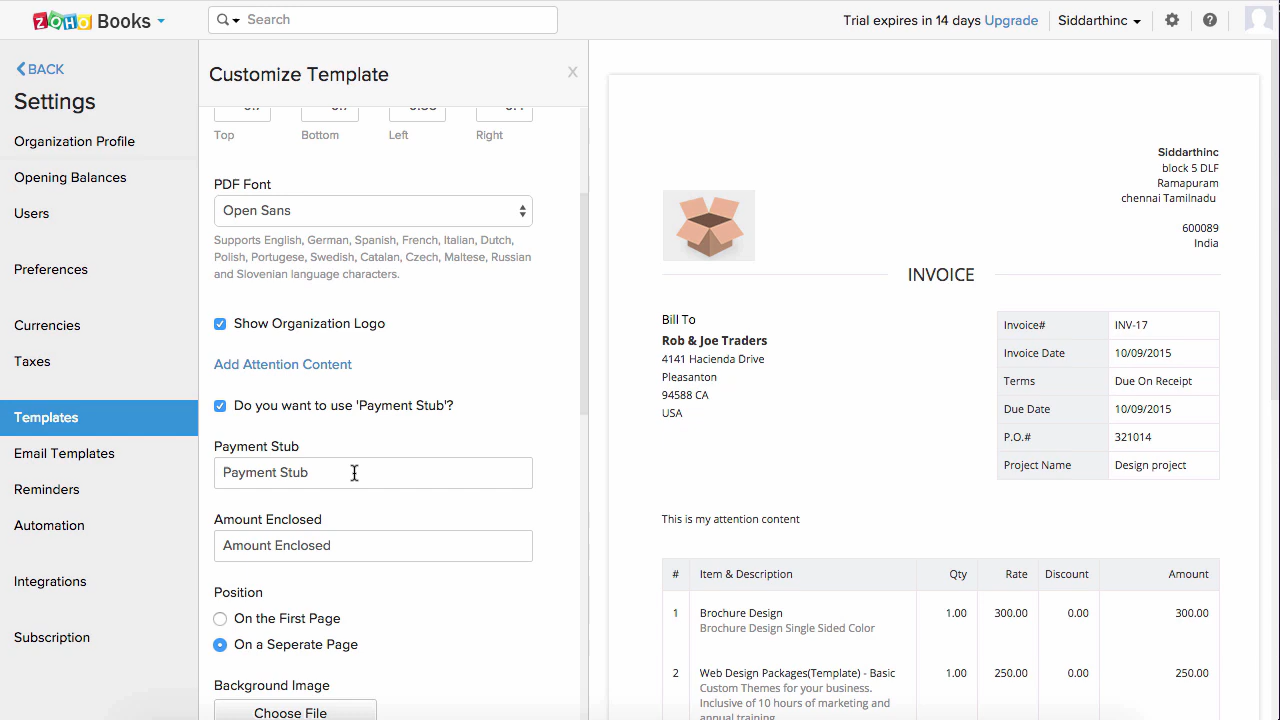 ZOHO Books
Search
Trial expires in 14 days Upgrade
Siddarthinc
BACK
Settings
Organization Profile
Opening Balances
Users
Preferences
Currencies
Taxes
Templates
Email Templates
Reminders
Automation
Integrations
Subscription
Customize Template
X
Top Bottom Left Right
PDF Font
Open Sans
Supports English, German, Spanish, French, Italian, Dutch,
Polish, Portugese, Swedish, Catalan, Czech, Maltese, Russian
and Slovenian language characters.
Show Organization Logo
Add Attention Content
Do you want to use 'Payment Stub'?
Payment Stub
Payment Stub
Amount Enclosed
Amount Enclosed
Position
On the First Page
On a Seperate Page
Background Image
Choose File
Siddarthinc
block 5 DLF
Ramapuram
chennai Tamilnadu
600089
India
INVOICE
Bill To
Rob & Joe Traders
4141 Hacienda Drive
Pleasanton
94588 CA
USA
Invoice# INV-17
Invoice Date 10/09/2015
Terms Due On Receipt
Due Date 10/09/2015
P.O.# 321014
Project Name Design project
This is my attention content
# Item & Description Qty Rate Discount Amount
1 Brochure Design 1.00 300.00 0.00 300.00
Brochure Design Single Sided Color
2 Web Design Packages(Template) - Basic 1.00 250.00 0.00 250.00
Custom Themes for your business.
Inclusive of 10 hours of marketing and
annual training